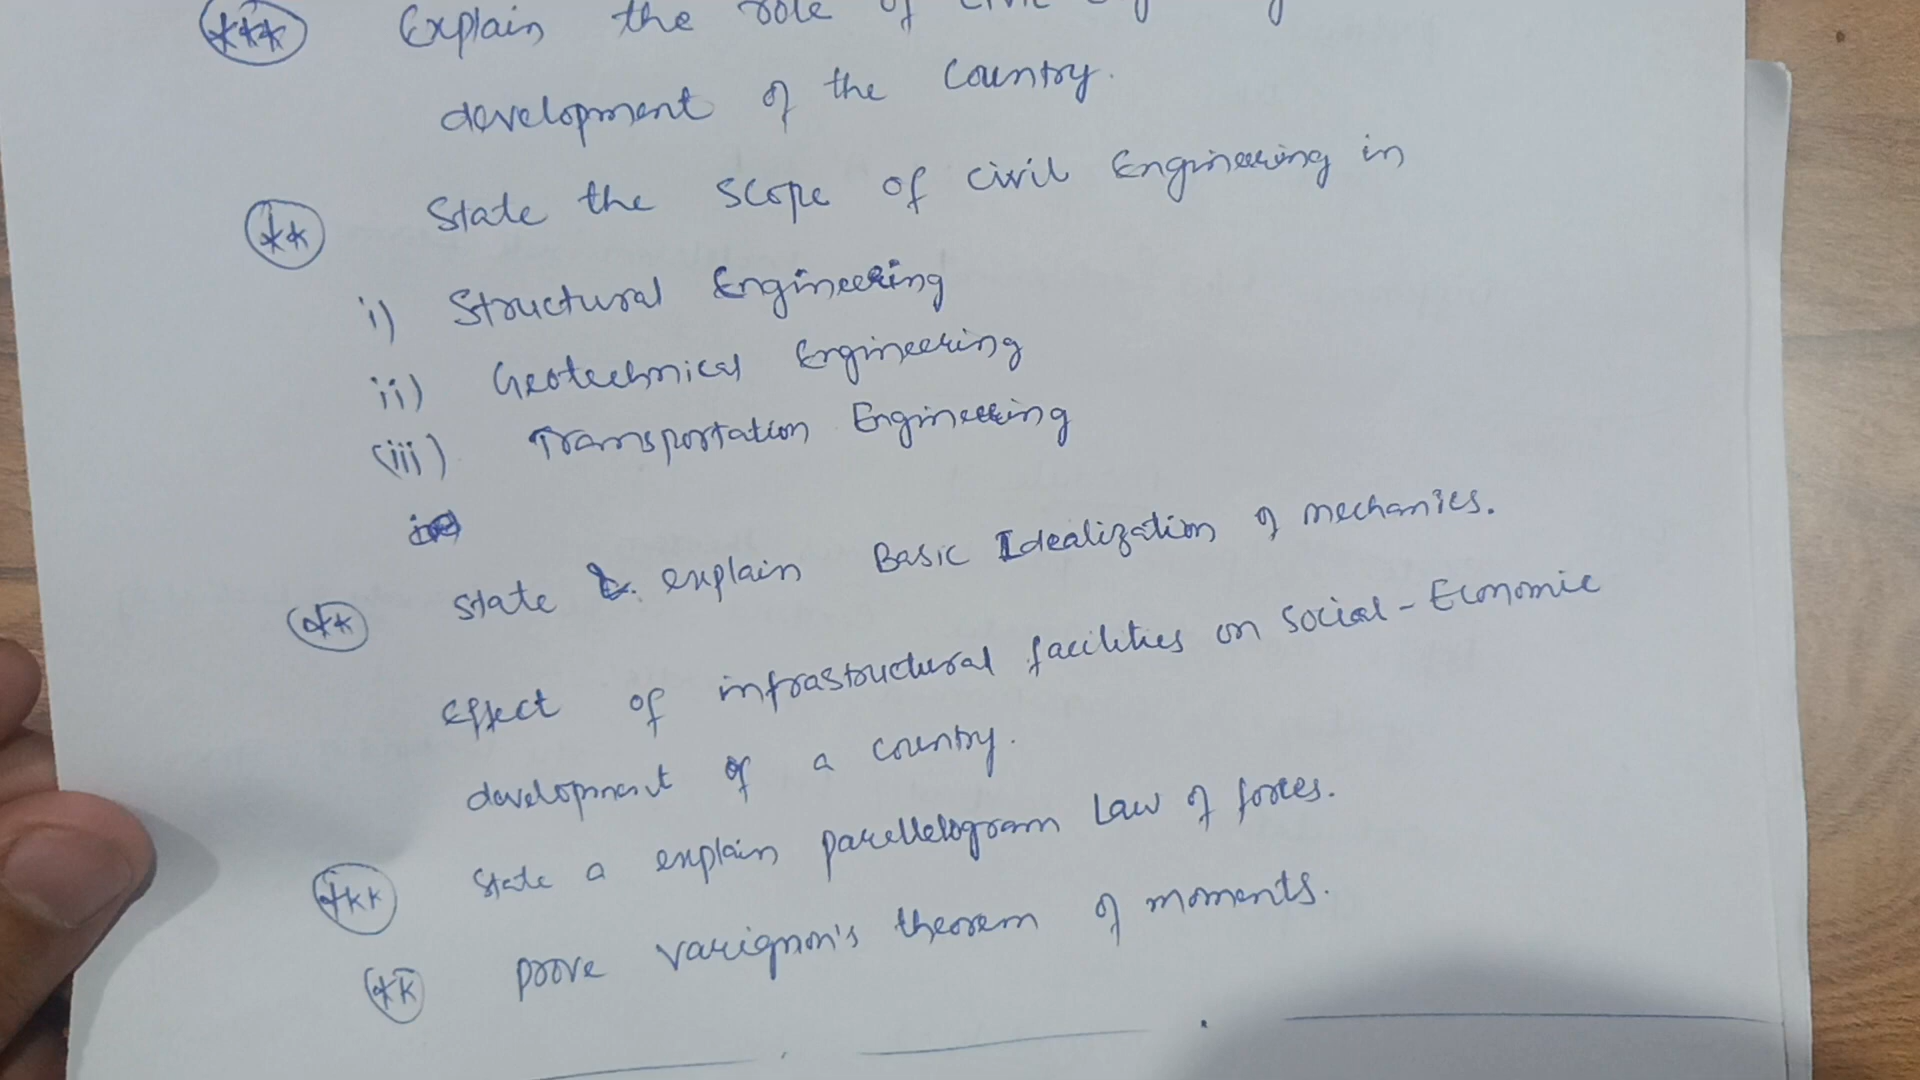 *** Explain the role of civil
development of the country.
** State the scope of civil Engineering in
i) Structural Engineering
ii) Geotechnical Engineering
(iii) Transportation Engineering
** State & explain Basic Idealization of mechanics.
Effect of infrastructural facilities on social-Economic
development of a country.
*** State a explain parellelogram Law of forces.
** prove varignon's theorem of moments.